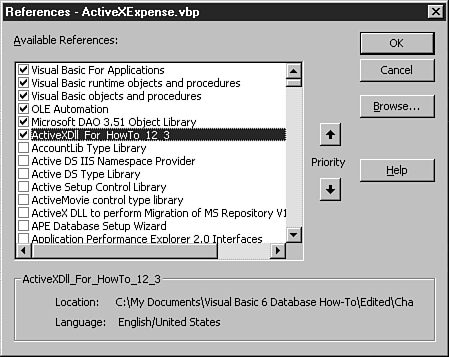 References - ActiveXExpense.vbp
Available References:
Visual Basic For Applications
Visual Basic runtime objects and procedures
Visual Basic objects and procedures
OLE Automation
Microsoft DAO 3.51 Object Library
ActiveXDll_For_HowTo_12_3
AccountLib Type Library
Active DS IIS Namespace Provider
Active DS Type Library
Active Setup Control Library
ActiveMovie control type library
ActiveX DLL to perform Migration of MS Repository V1
APE Database Setup Wizard
Application Performance Explorer 2.0 Interfaces
OK
Cancel
Browse...
Priority
Help
ActiveXDll_For_HowTo_12_3
Location: C:\My Documents\Visual Basic 6 Database How-To\Edited\Cha
Language: English/United States